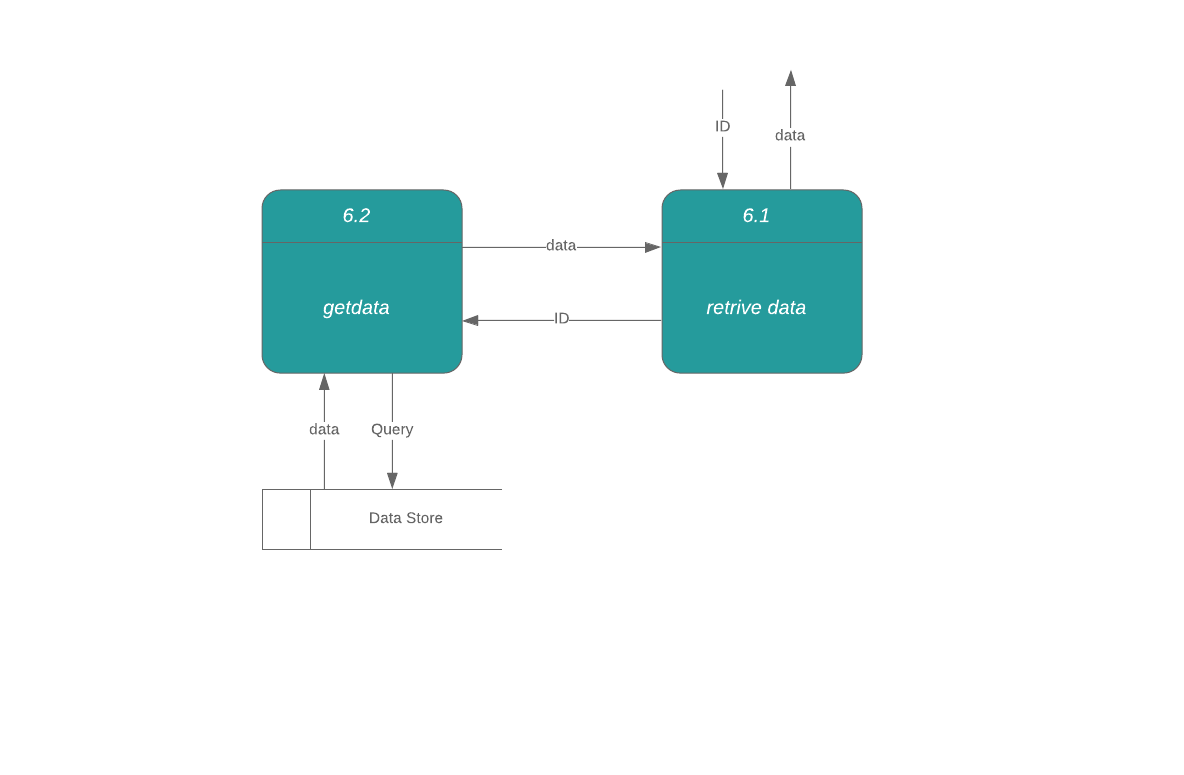 ID
data
6.2
6.1
data
getdata
retrive data
ID
data
Query
Data Store